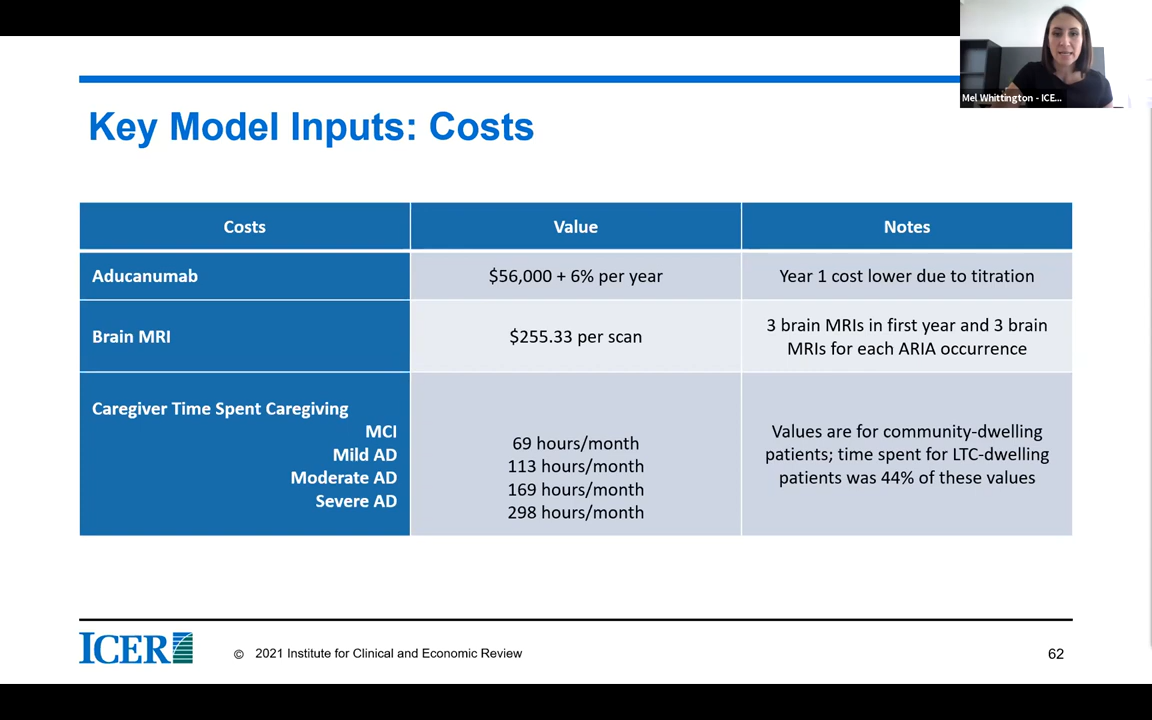 Mel Whittington - ICE...
Key Model Inputs: Costs
Costs
Value
Notes
Aducanumab
$56,000 + 6% per year
Year 1 cost lower due to titration
Brain MRI
$255.33 per scan
3 brain MRIs in first year and 3 brain
MRIs for each ARIA occurrence
Caregiver Time Spent Caregiving
MCI
Mild AD
Moderate AD
Severe AD
69 hours/month
113 hours/month
169 hours/month
298 hours/month
Values are for community-dwelling
patients; time spent for LTC-dwelling
patients was 44% of these values
ICER
© 2021 Institute for Clinical and Economic Review
62